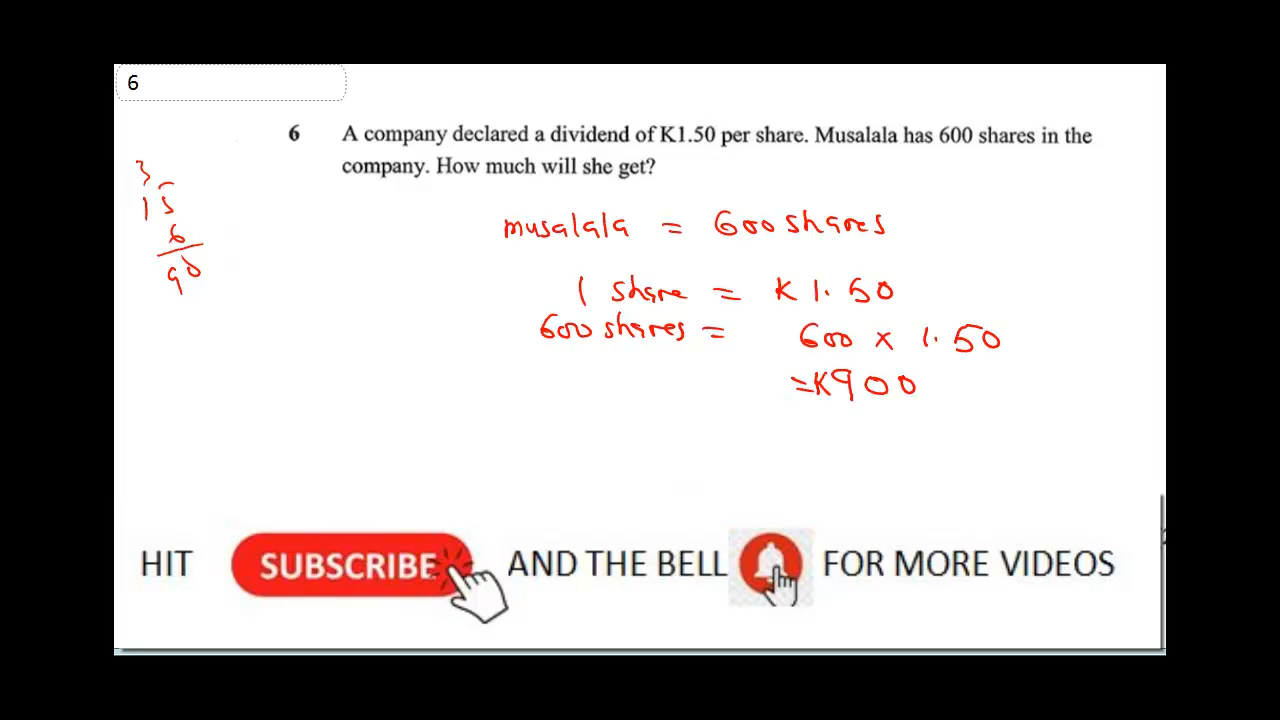 6
6 A company declared a dividend of K1.50 per share. Musalala has 600 shares in the
company. How much will she get?
3
15
6
90
musalala = 600 shares
1 share = K 1.50
600 shares = 600 x 1.50
=K900
HIT SUBSCRIBE AND THE BELL FOR MORE VIDEOS